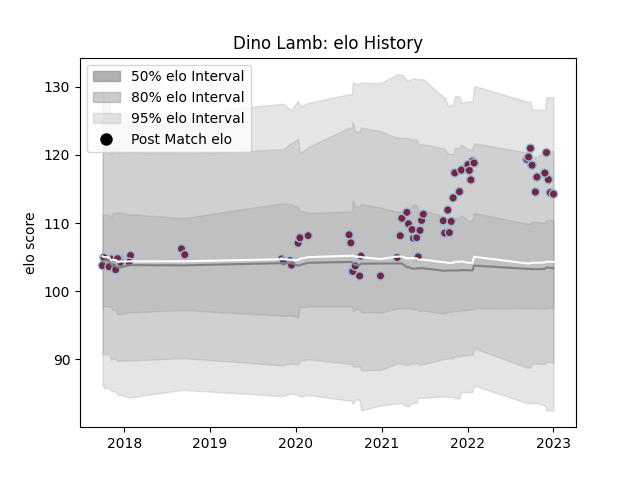 Dino Lamb: elo History
50% elo Interval
80% elo Interval
95% elo Interval
Post Match elo
elo score
130
120
110
100
90
2018 2019 2020 2021 2022 2023